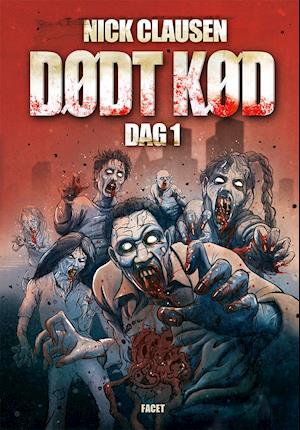 NICK CLAUSEN
DØDT KØD
DAG 1
FACET